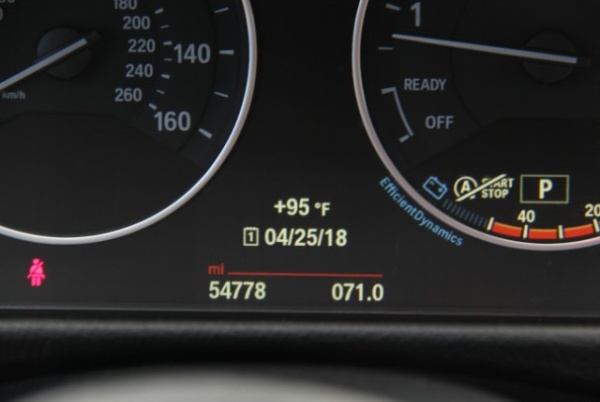 180
200
220
140
240
km/h
260
160
1
READY
OFF
EfficientDynamics
A START
STOP
P
40
20
+95 °F
1 04/25/18
mi
54778 071.0